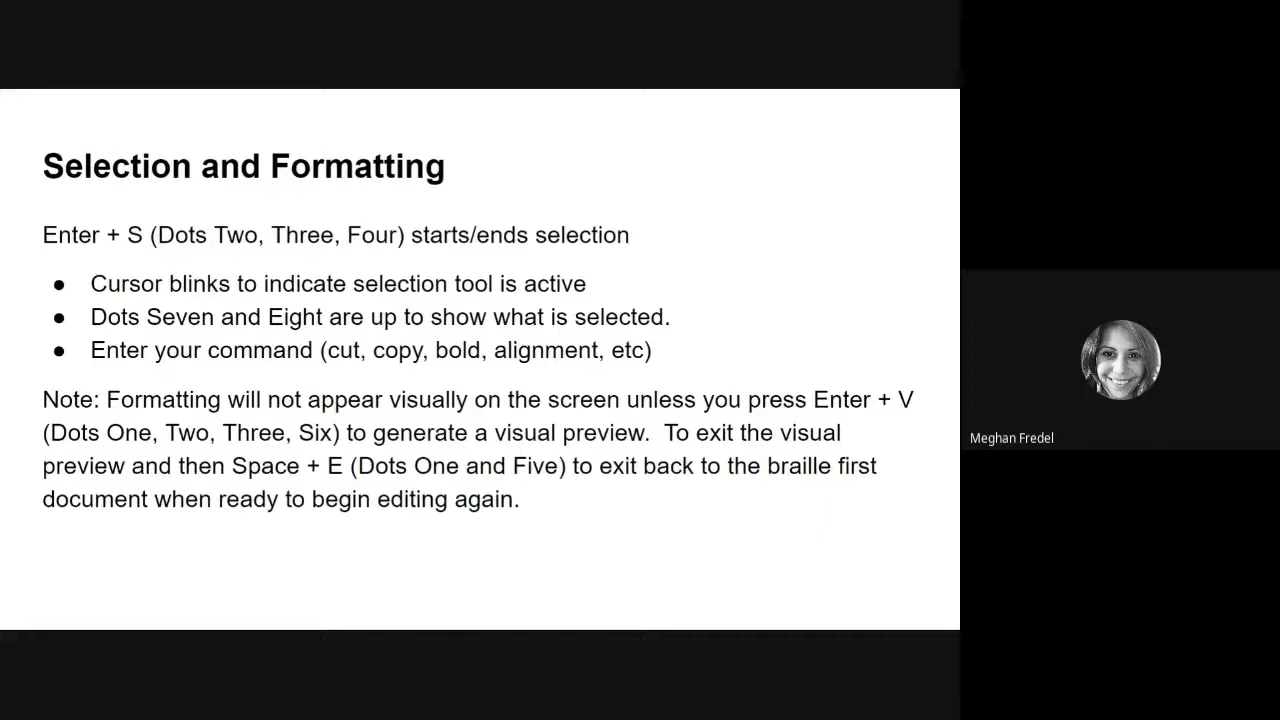 Selection and Formatting
Enter + S (Dots Two, Three, Four) starts/ends selection
● Cursor blinks to indicate selection tool is active
● Dots Seven and Eight are up to show what is selected.
● Enter your command (cut, copy, bold, alignment, etc)
Note: Formatting will not appear visually on the screen unless you press Enter + V
(Dots One, Two, Three, Six) to generate a visual preview.  To exit the visual
preview and then Space + E (Dots One and Five) to exit back to the braille first
document when ready to begin editing again.
Meghan Fredel